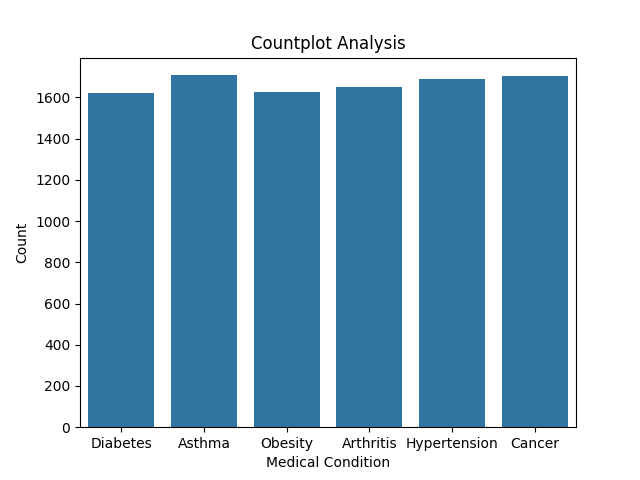 Countplot Analysis
1600
1400
1200
1000
800
600
400
200
0
Count
Diabetes Asthma Obesity Arthritis Hypertension Cancer
Medical Condition